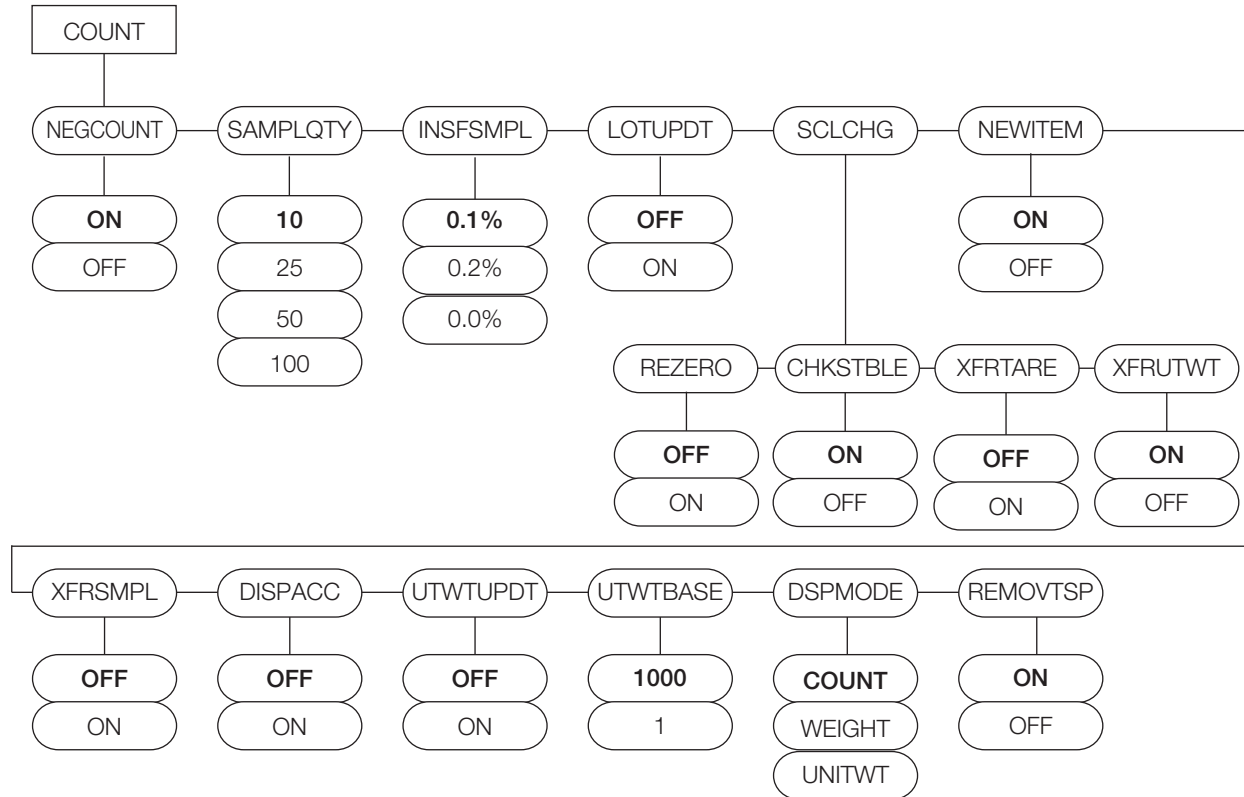 COUNT
NEGCOUNT SAMPLQTY INSFSMPL LOTUPDT SCLCHG NEWITEM
ON 10 0.1% OFF ON
OFF 25 0.2% ON OFF
50 0.0%
100
REZERO CHKSTBLE XFRTARE XFRUTWT
OFF ON OFF ON
ON OFF ON OFF
XFRSMPL DISPACC UTWTUPDT UTWTBASE DSPMODE REMOVTSP
OFF OFF OFF 1000 COUNT ON
ON ON ON 1 WEIGHT OFF
UNITWT